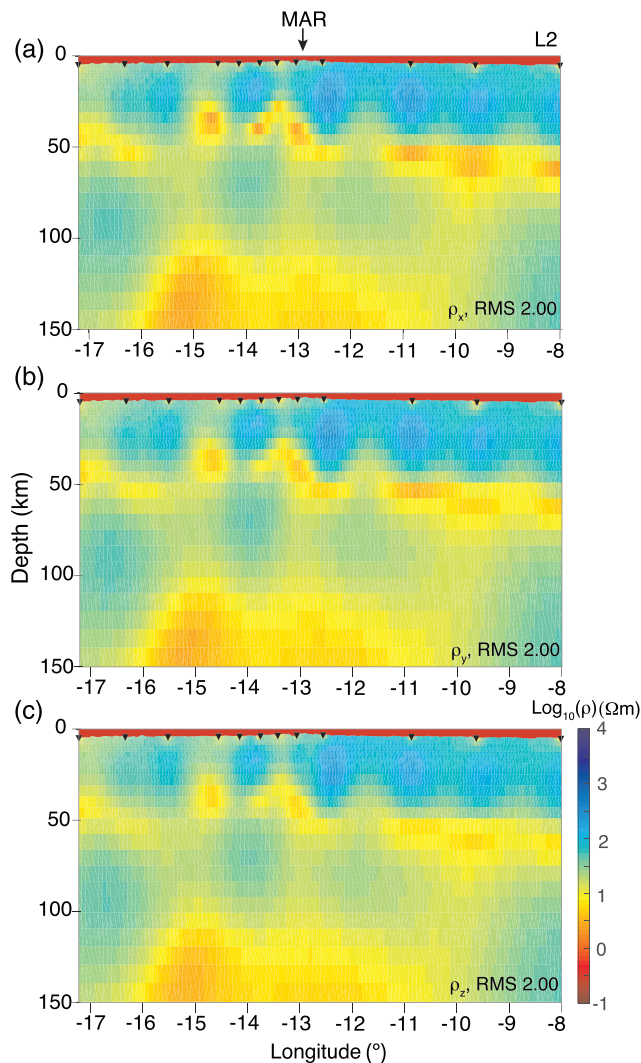 MAR
(a)
L2
0
50
100
150
ρx, RMS 2.00
-17 -16 -15 -14 -13 -12 -11 -10 -9 -8
(b)
0
50
100
150
Depth (km)
ρy, RMS 2.00
-17 -16 -15 -14 -13 -12 -11 -10 -9 -8
(c)
Log10(ρ) (Ωm)
0
50
100
150
4
3
2
1
0
-1
ρz, RMS 2.00
-17 -16 -15 -14 -13 -12 -11 -10 -9 -8
Longitude (°)